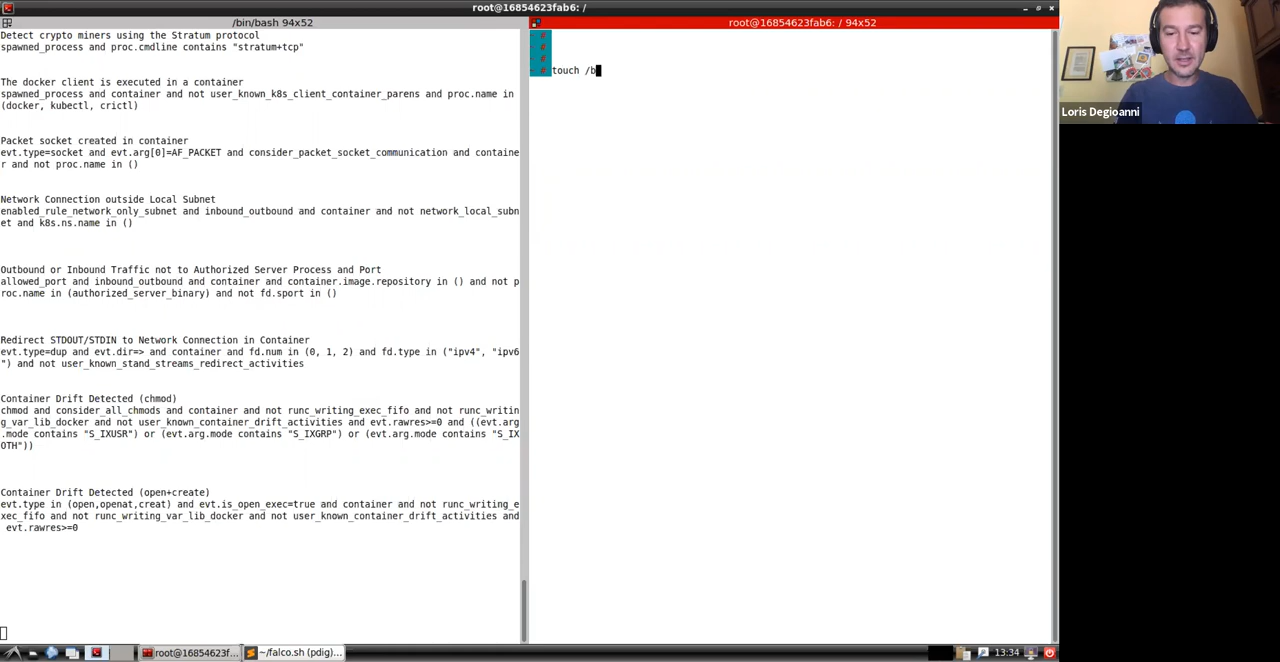 root@16854623fab6: /
/bin/bash 94x52
root@16854623fab6: / 94x52
Detect crypto miners using the Stratum protocol
spawned_process and proc.cmdline contains "stratum+tcp"
The docker client is executed in a container
spawned_process and container and not user_known_k8s_client_container_parens and proc.name in
(docker, kubectl, crictl)
Packet socket created in container
evt.type=socket and evt.arg[0]=AF_PACKET and consider_packet_socket_communication and containe
r and not proc.name in ()
Network Connection outside Local Subnet
enabled_rule_network_only_subnet and inbound_outbound and container and not network_local_subn
et and k8s.ns.name in ()
Outbound or Inbound Traffic not to Authorized Server Process and Port
allowed_port and inbound_outbound and container and container.image.repository in () and not p
roc.name in (authorized_server_binary) and not fd.sport in ()
Redirect STDOUT/STDIN to Network Connection in Container
evt.type=dup and evt.dir=> and container and fd.num in (0, 1, 2) and fd.type in ("ipv4", "ipv6
") and not user_known_stand_streams_redirect_activities
Container Drift Detected (chmod)
chmod and consider_all_chmods and container and not runc_writing_exec_fifo and not runc_writin
g_var_lib_docker and not user_known_container_drift_activities and evt.rawres>=0 and ((evt.arg
.mode contains "S_IXUSR") or (evt.arg.mode contains "S_IXGRP") or (evt.arg.mode contains "S_IX
OTH"))
Container Drift Detected (open+create)
evt.type in (open,openat,creat) and evt.is_open_exec=true and container and not runc_writing_e
xec_fifo and not runc_writing_var_lib_docker and not user_known_container_drift_activities and
evt.rawres>=0
#
#
#
# touch /b
Loris Degioanni
root@16854623f...
~/falco.sh (pdig)...
13:34